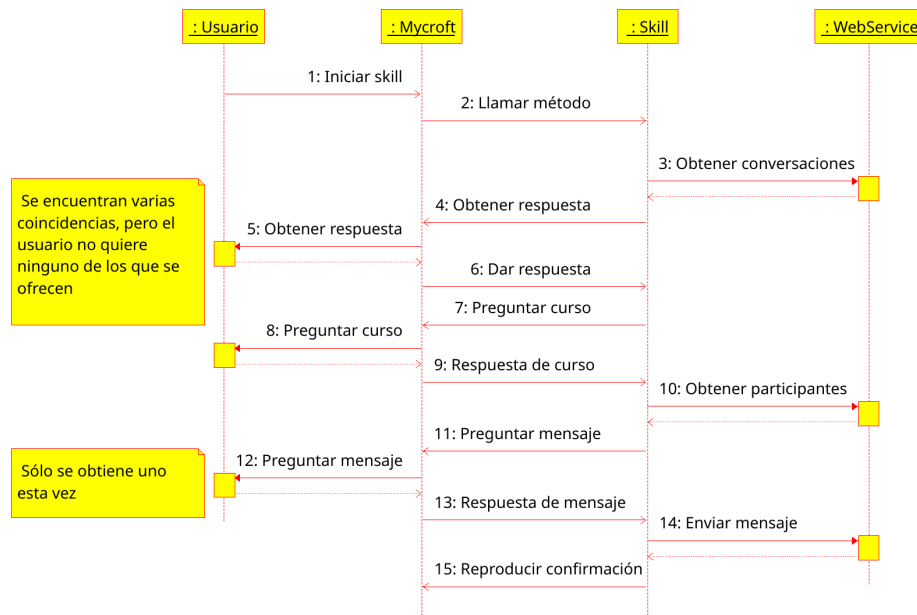 : Usuario
: Mycroft
: Skill
: WebService
1: Iniciar skill
2: Llamar método
3: Obtener conversaciones
Se encuentran varias
coincidencias, pero el
usuario no quiere
ninguno de los que se
ofrecen
4: Obtener respuesta
5: Obtener respuesta
6: Dar respuesta
7: Preguntar curso
8: Preguntar curso
9: Respuesta de curso
10: Obtener participantes
11: Preguntar mensaje
Sólo se obtiene uno
esta vez
12: Preguntar mensaje
13: Respuesta de mensaje
14: Enviar mensaje
15: Reproducir confirmación